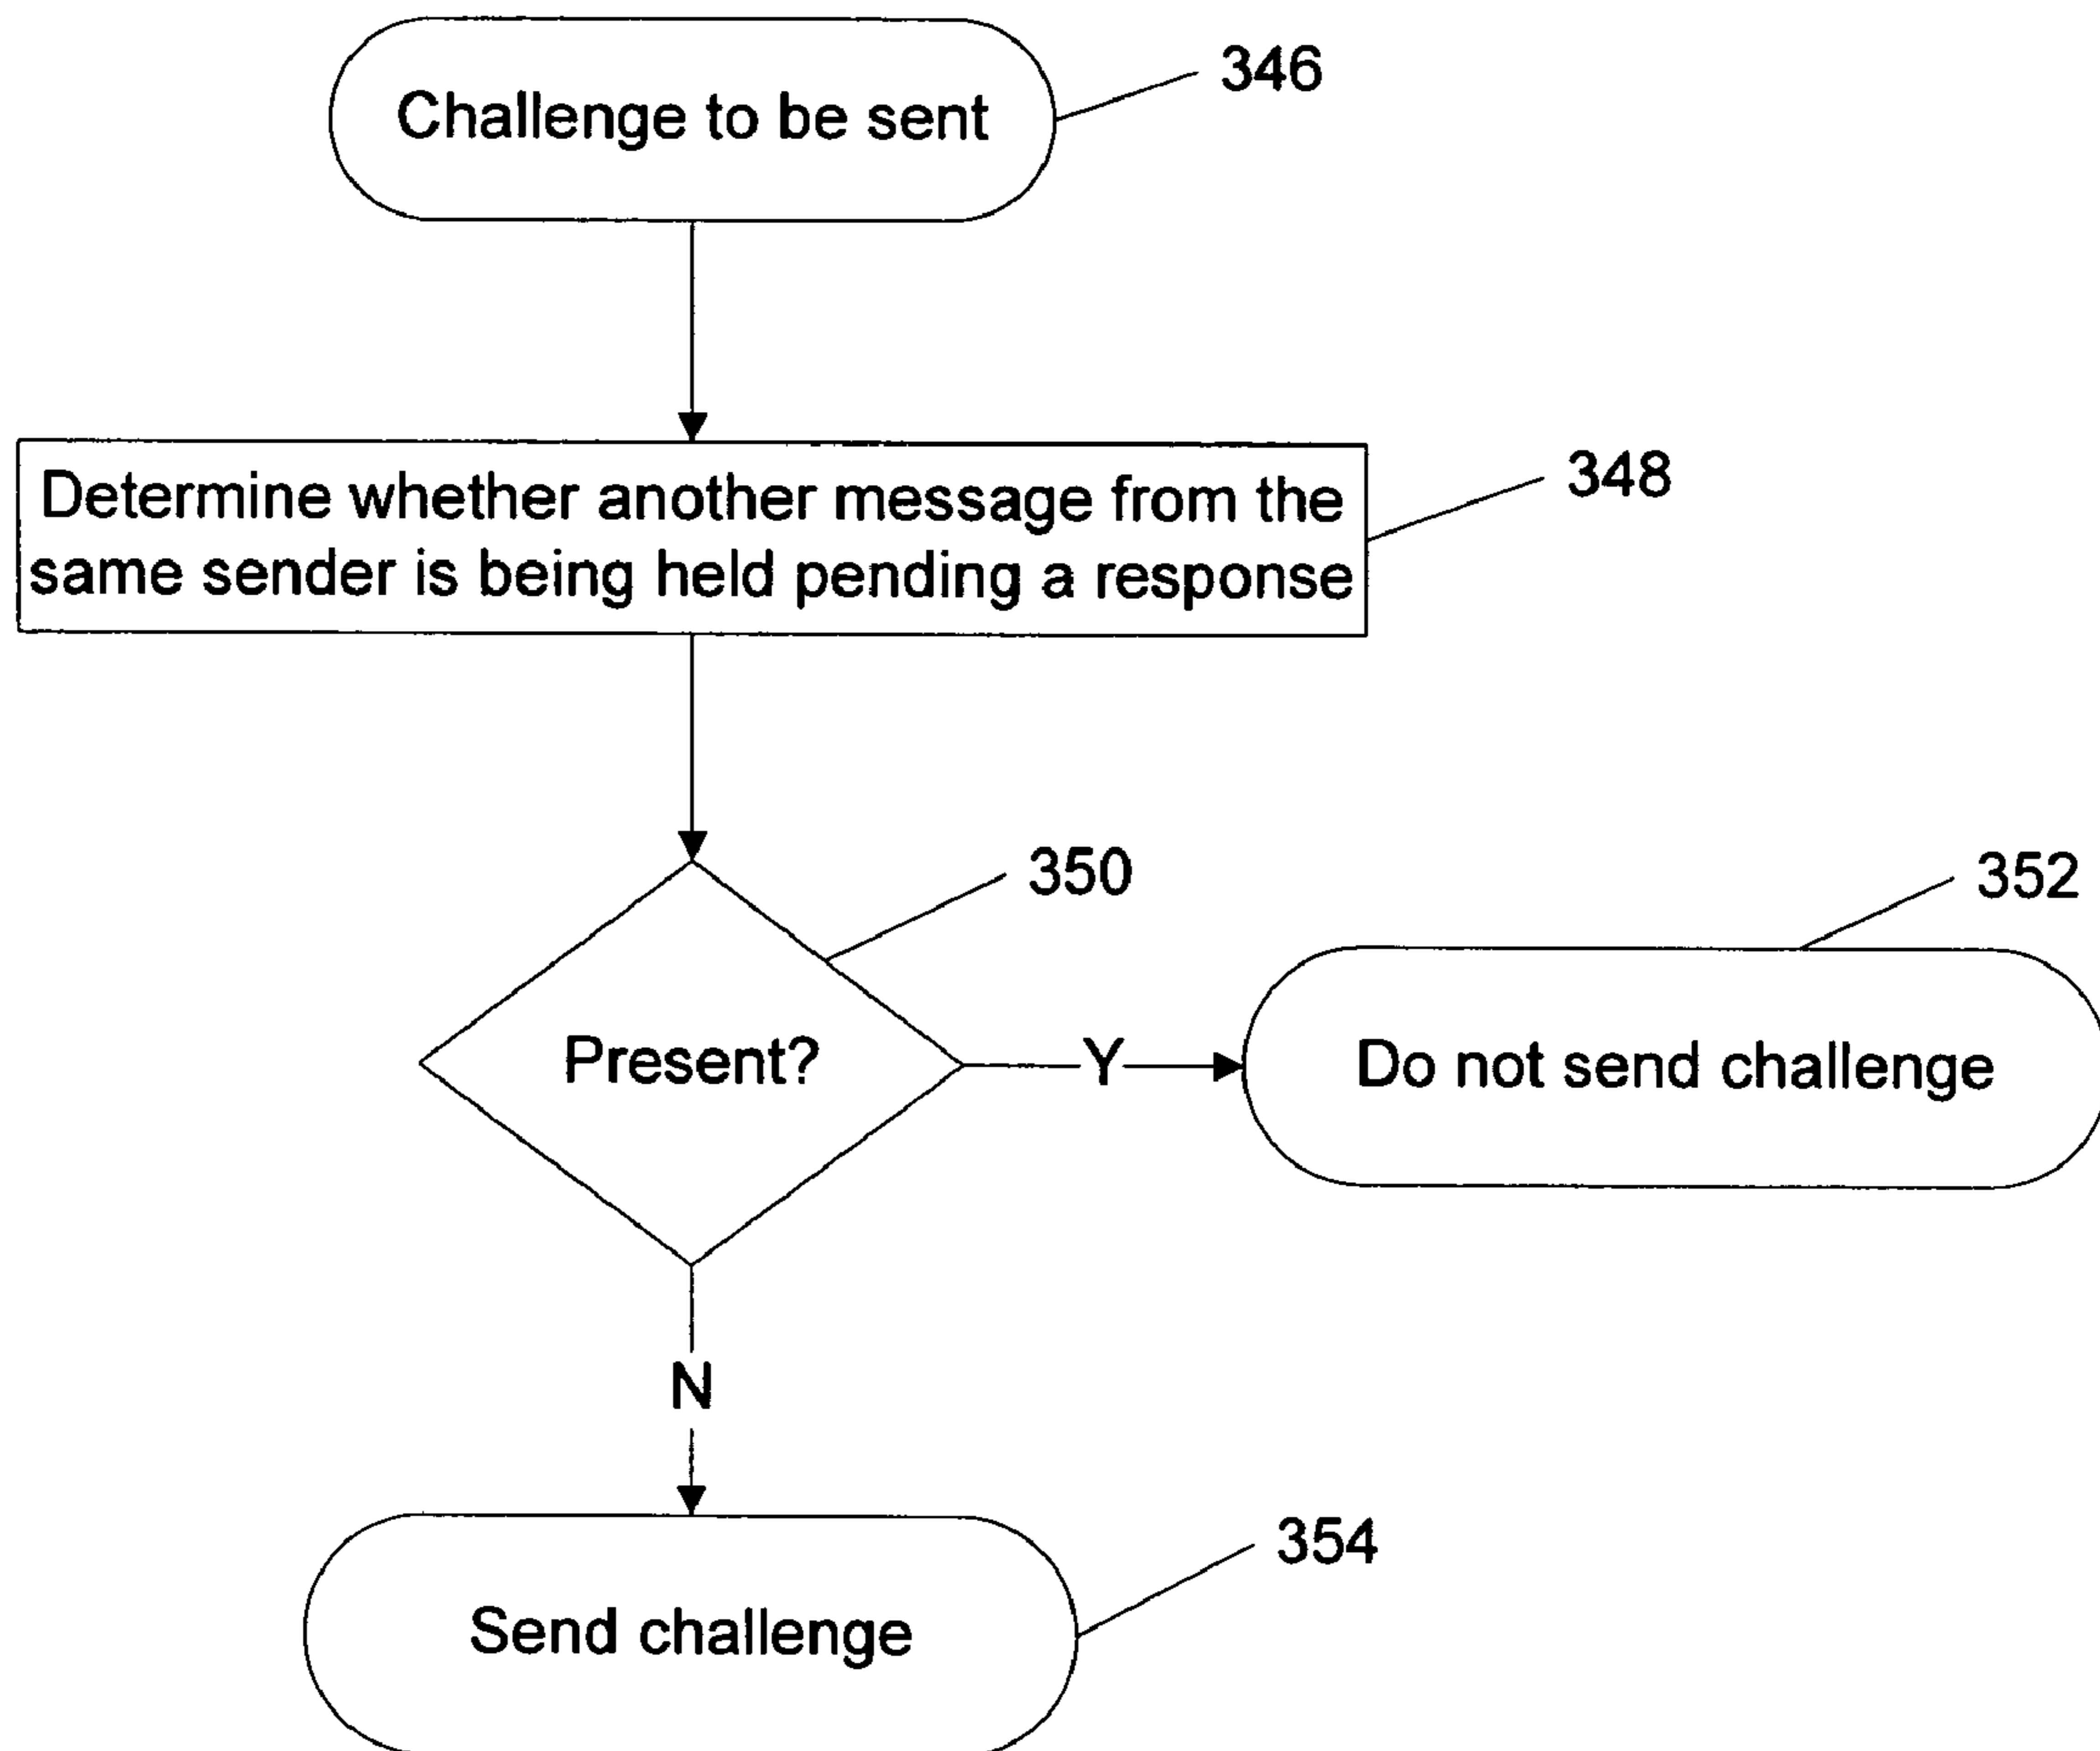 Challenge to be sent
346
Determine whether another message from the
same sender is being held pending a response
348
350
352
Present?
Y
Do not send challenge
N
354
Send challenge